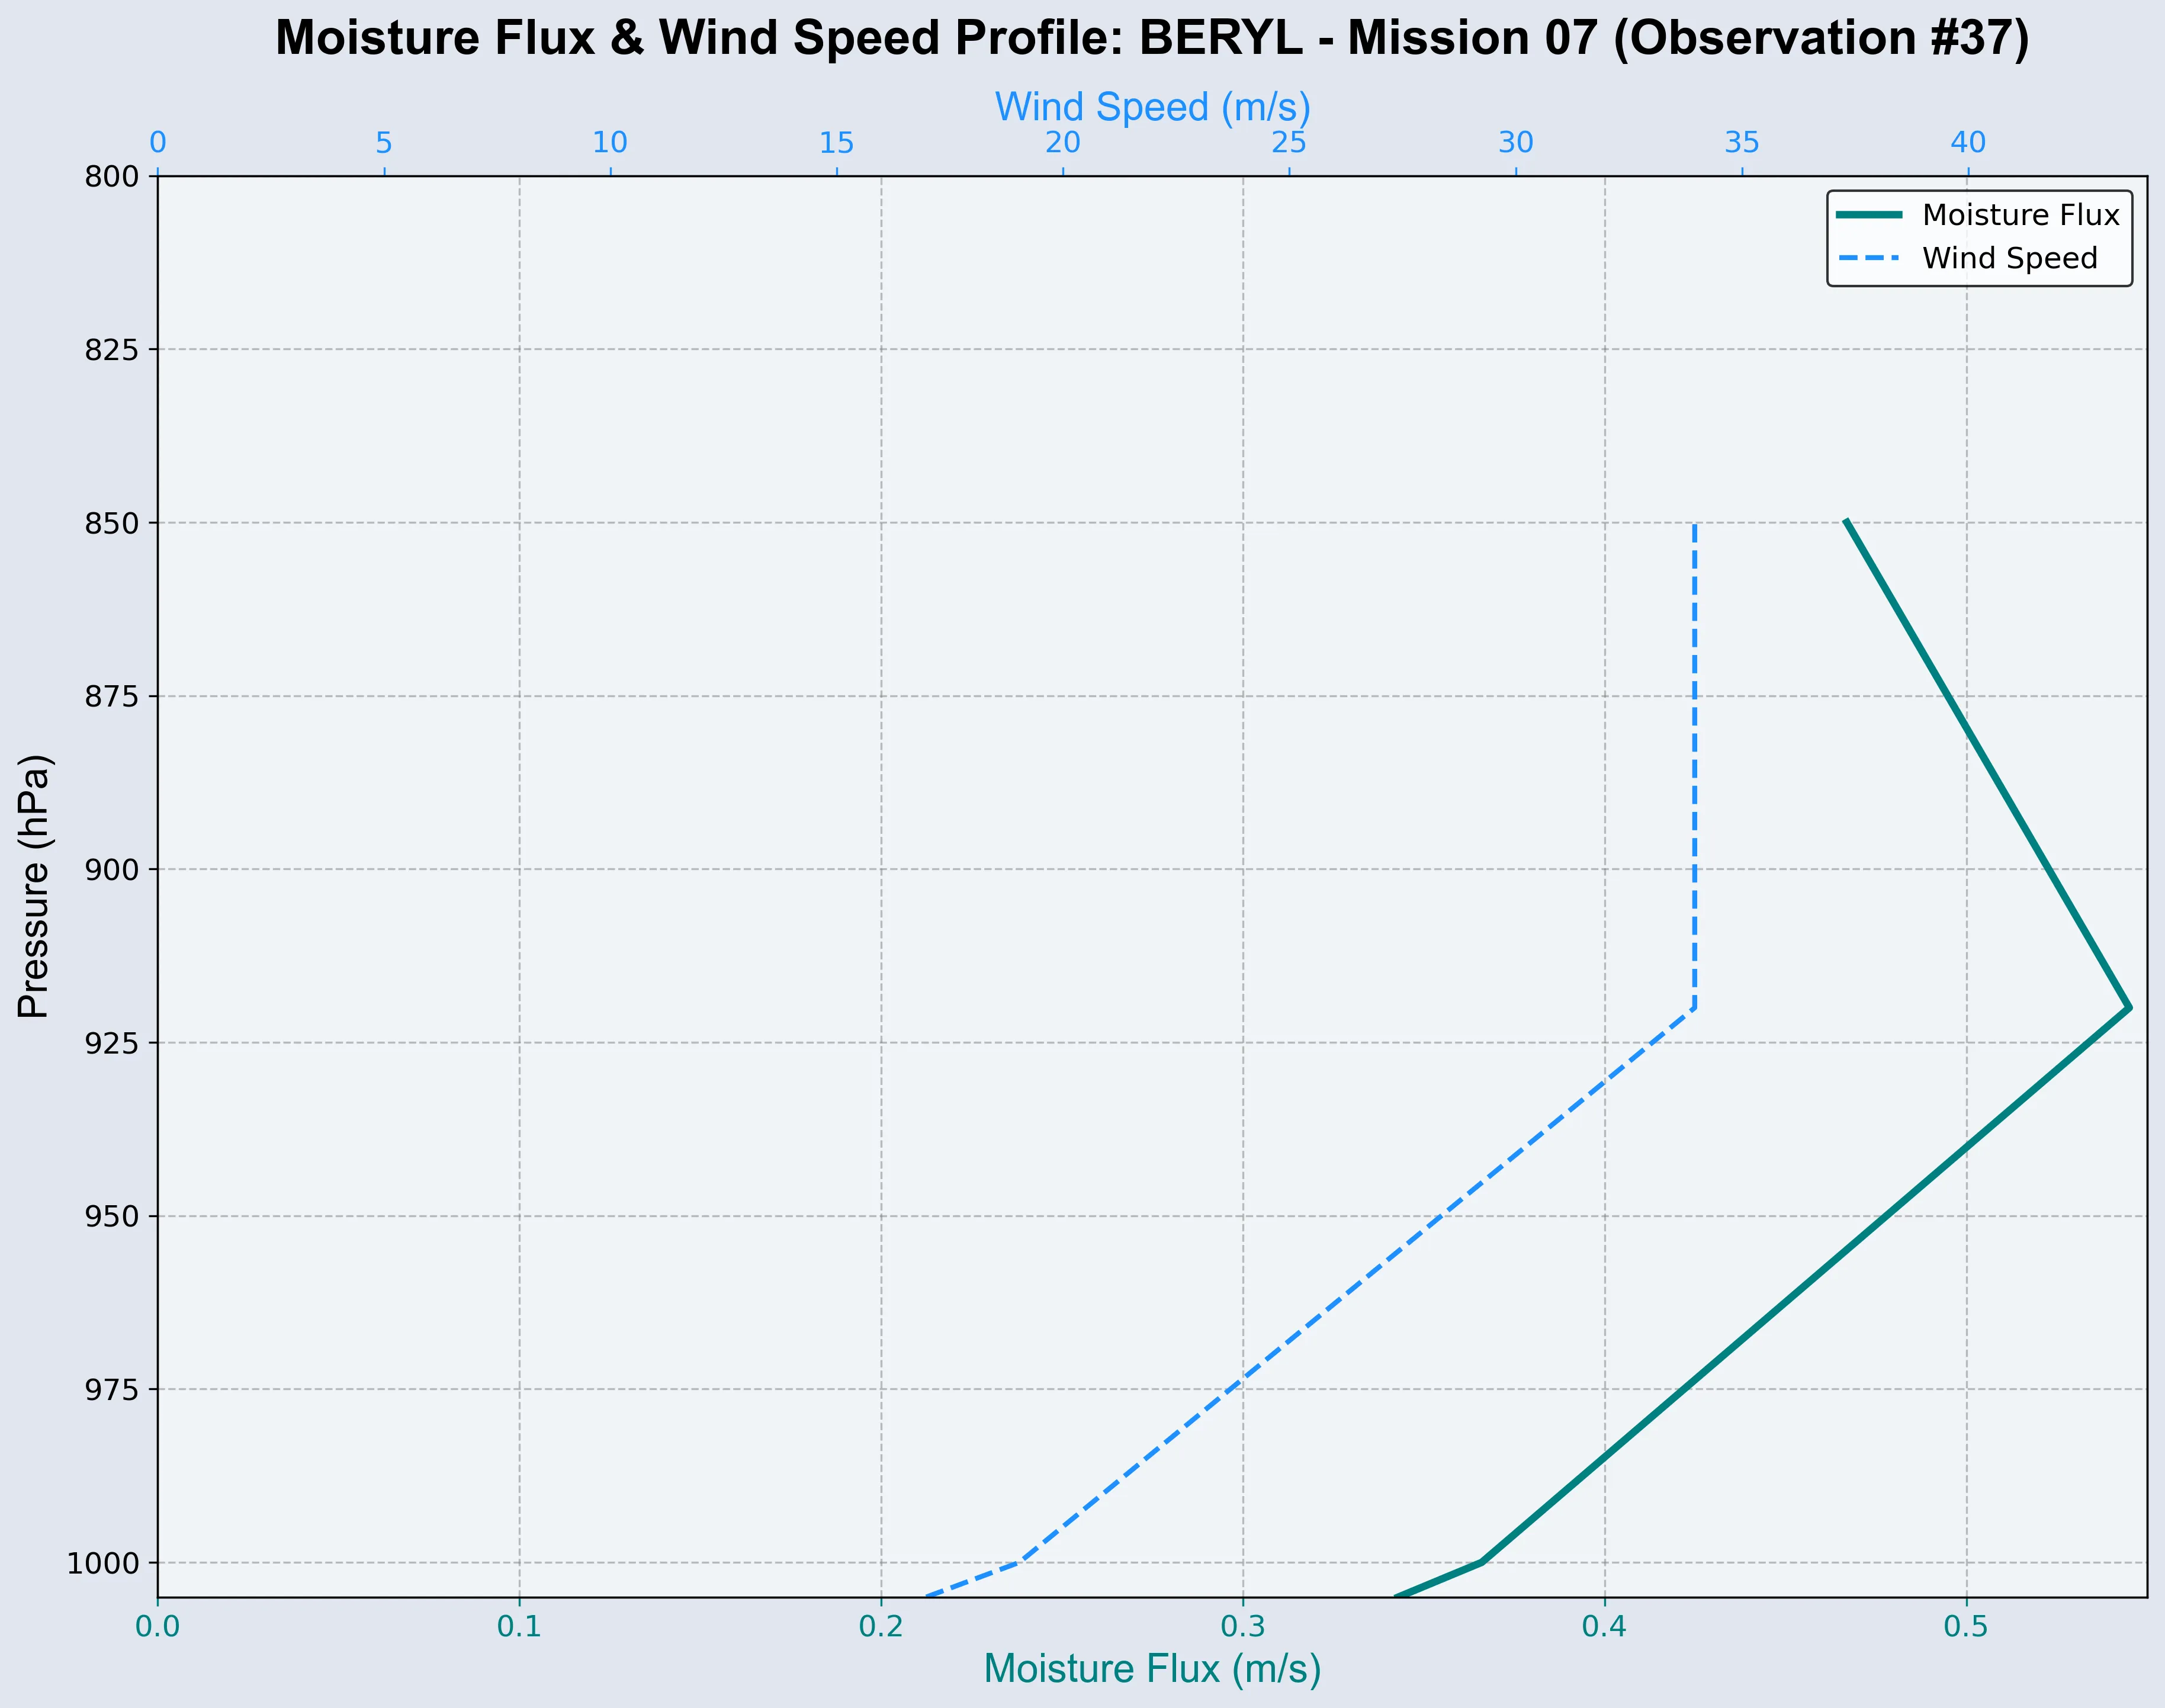 Moisture Flux & Wind Speed Profile: BERYL - Mission 07 (Observation #37)
Wind Speed (m/s)
0 5 10 15 20 25 30 35 40
Moisture Flux
Wind Speed
800
825
850
875
900
925
950
975
1000
Pressure (hPa)
0.0 0.1 0.2 0.3 0.4 0.5
Moisture Flux (m/s)